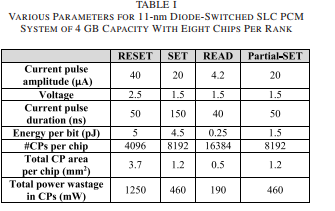 TABLE I
VARIOUS PARAMETERS FOR 11-nm DIODE-SWITCHED SLC PCM
SYSTEM OF 4 GB CAPACITY WITH EIGHT CHIPS PER RANK
RESET SET READ Partial-SET
Current pulse amplitude (μA) 40 20 4.2 20
Voltage 2.5 1.5 1.5 1.5
Current pulse duration (ns) 50 150 40 50
Energy per bit (pJ) 5 4.5 0.25 1.5
#CPs per chip 4096 8192 16384 8192
Total CP area per chip (mm²) 3.7 1.2 0.5 1.2
Total power wastage in CPs (mW) 1250 460 190 460